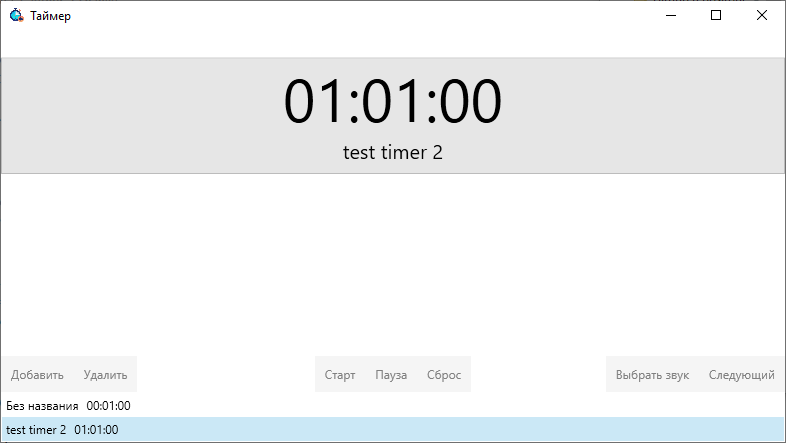 Таймер
01:01:00
test timer 2
Добавить Удалить Старт Пауза Сброс Выбрать звук Следующий
Без названия 00:01:00
test timer 2 01:01:00